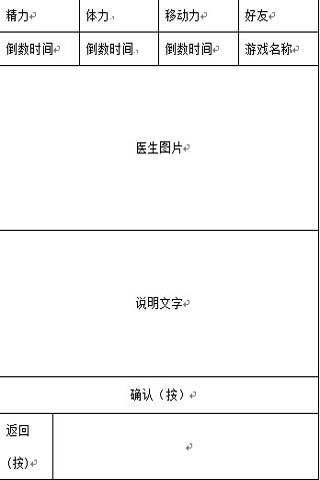 精力 体力 移动力 好友
倒数时间 倒数时间 倒数时间 游戏名称
医生图片
说明文字
确认（按）
返回
（按）